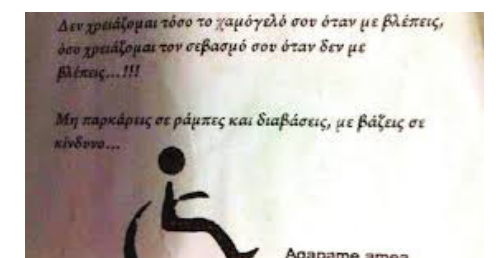 Δεν χρειάζομαι τόσο το χαμόγελό σου όταν με βλέπεις,
όσο χρειάζομαι τον σεβασμό σου όταν δεν με
βλέπεις...!!!
Μη παρκάρεις σε ράμπες και διαβάσεις, με βάζεις σε
κίνδυνο...
Agapame amea